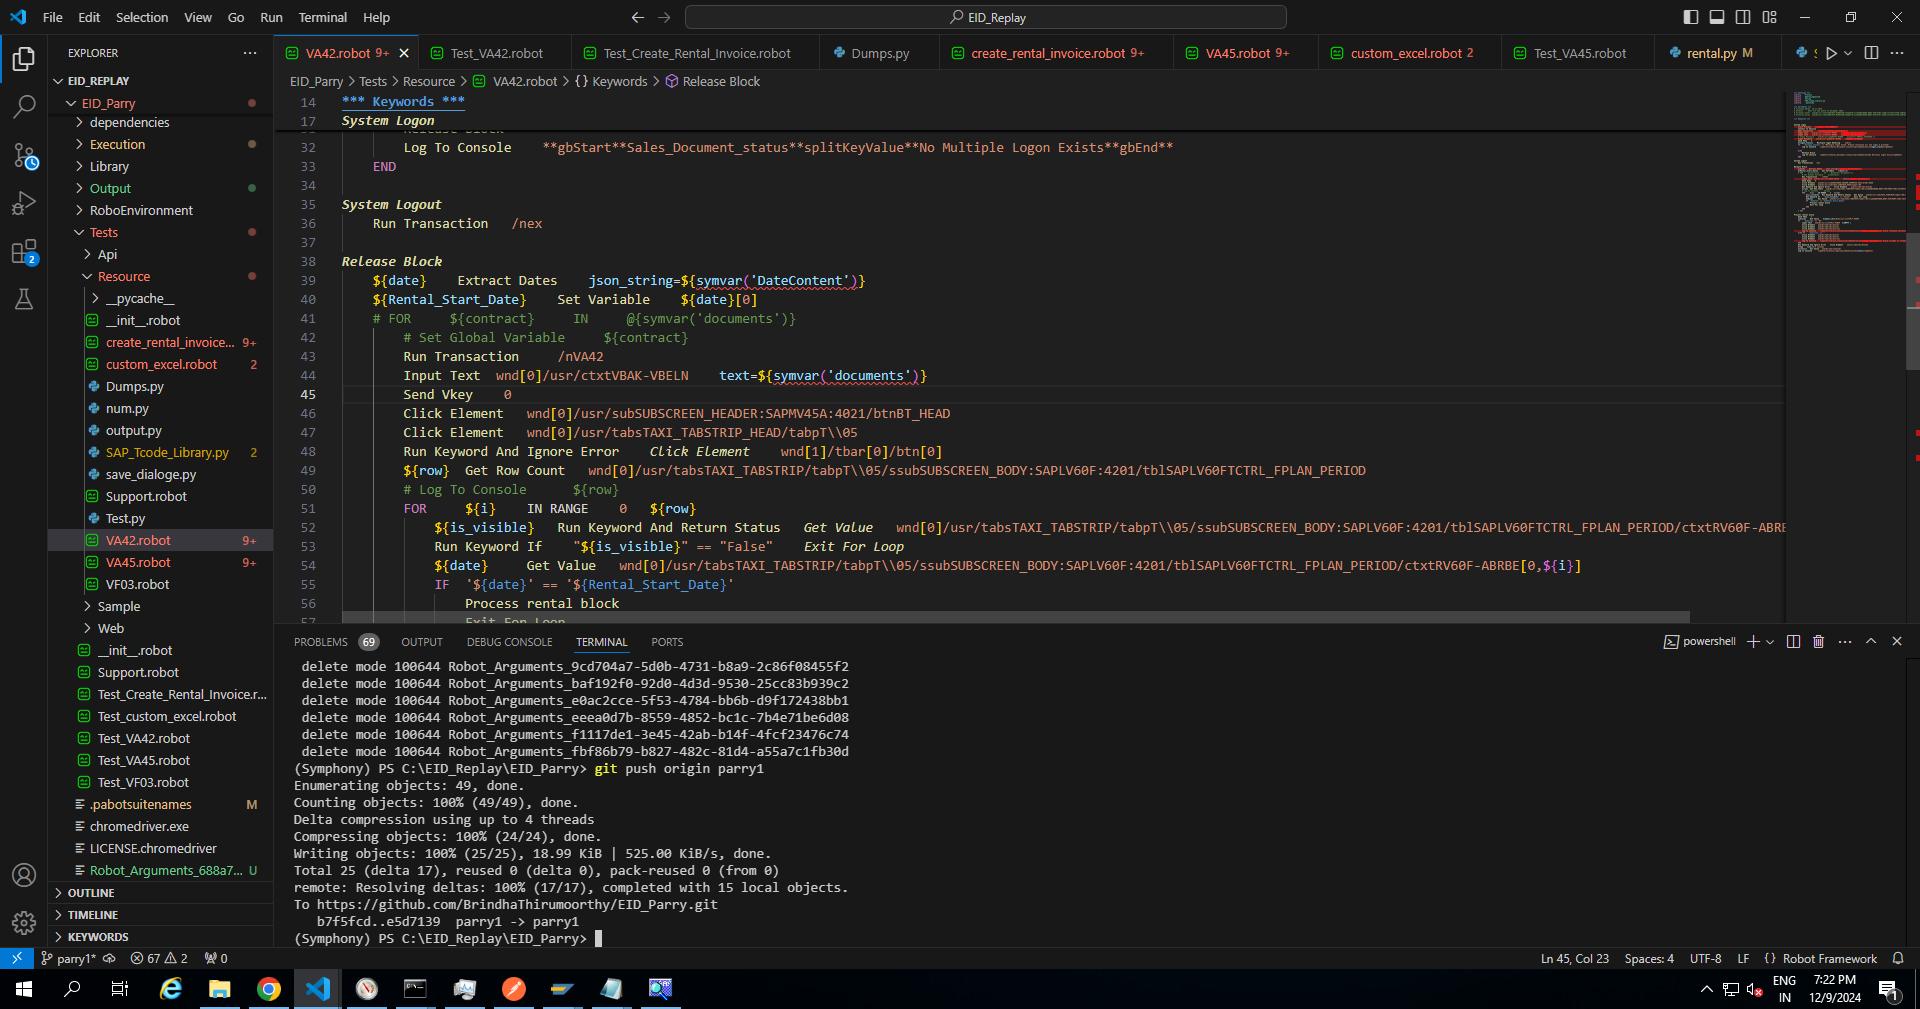 File Edit Selection View Go Run Terminal Help
EID_Replay
EXPLORER
EID_REPLAY
EID_Parry
dependencies
Execution
Library
Output
RoboEnvironment
Tests
Api
Resource
__pycache__
__init__.robot
create_rental_invoice... 9+
custom_excel.robot 2
Dumps.py
num.py
output.py
SAP_Tcode_Library.py 2
save_dialoge.py
Support.robot
Test.py
VA42.robot 9+
VA45.robot 9+
VF03.robot
Sample
Web
__init__.robot
Support.robot
Test_Create_Rental_Invoice.r...
Test_custom_excel.robot
Test_VA42.robot
Test_VA45.robot
Test_VF03.robot
.pabotsuitenames M
chromedriver.exe
LICENSE.chromedriver
Robot_Arguments_688a7... U
OUTLINE
TIMELINE
KEYWORDS
VA42.robot 9+ Test_VA42.robot Test_Create_Rental_Invoice.robot Dumps.py create_rental_invoice.robot 9+ VA45.robot 9+ custom_excel.robot 2 Test_VA45.robot rental.py M
EID_Parry > Tests > Resource > VA42.robot > {} Keywords > Release Block
14 *** Keywords ***
17 System Logon
32 Log To Console    **gbStart**Sales_Document_status**splitKeyValue**No Multiple Logon Exists**gbEnd**
33 END
34
35 System Logout
36 Run Transaction   /nex
37
38 Release Block
39 ${date}    Extract Dates    json_string=${symvar('DateContent')}
40 ${Rental_Start_Date}    Set Variable    ${date}[0]
41 # FOR     ${contract}    IN     @{symvar('documents')}
42 # Set Global Variable     ${contract}
43 Run Transaction     /nVA42
44 Input Text  wnd[0]/usr/ctxtVBAK-VBELN    text=${symvar('documents')}
45 Send Vkey    0
46 Click Element   wnd[0]/usr/subSUBSCREEN_HEADER:SAPMV45A:4021/btnBT_HEAD
47 Click Element   wnd[0]/usr/tabsTAXI_TABSTRIP_HEAD/tabpT\\05
48 Run Keyword And Ignore Error    Click Element    wnd[1]/tbar[0]/btn[0]
49 ${row}  Get Row Count   wnd[0]/usr/tabsTAXI_TABSTRIP/tabpT\\05/ssubSUBSCREEN_BODY:SAPLV60F:4201/tblSAPLV60FTCTRL_FPLAN_PERIOD
50 # Log To Console      ${row}
51 FOR     ${i}    IN RANGE    0   ${row}
52 ${is_visible}   Run Keyword And Return Status   Get Value   wnd[0]/usr/tabsTAXI_TABSTRIP/tabpT\\05/ssubSUBSCREEN_BODY:SAPLV60F:4201/tblSAPLV60FTCTRL_FPLAN_PERIOD/ctxtRV60F-ABRB
53 Run Keyword If    "${is_visible}" == "False"    Exit For Loop
54 ${date}     Get Value   wnd[0]/usr/tabsTAXI_TABSTRIP/tabpT\\05/ssubSUBSCREEN_BODY:SAPLV60F:4201/tblSAPLV60FTCTRL_FPLAN_PERIOD/ctxtRV60F-ABRBE[0,${i}]
55 IF  '${date}' == '${Rental_Start_Date}'
56 Process rental block
PROBLEMS 69 OUTPUT DEBUG CONSOLE TERMINAL PORTS powershell
delete mode 100644 Robot_Arguments_9cd704a7-5d0b-4731-b8a9-2c86f08455f2
delete mode 100644 Robot_Arguments_baf192f0-92d0-4d3d-9530-25cc83b939c2
delete mode 100644 Robot_Arguments_e0ac2cce-5f53-4784-bb6b-d9f172438bb1
delete mode 100644 Robot_Arguments_eeea0d7b-8559-4852-bc1c-7b4e71be6d08
delete mode 100644 Robot_Arguments_f1117de1-3e45-42ab-b14f-4fcf23476c74
delete mode 100644 Robot_Arguments_fbf86b79-b827-482c-81d4-a55a7c1fb30d
(Symphony) PS C:\EID_Replay\EID_Parry> git push origin parry1
Enumerating objects: 49, done.
Counting objects: 100% (49/49), done.
Delta compression using up to 4 threads
Compressing objects: 100% (24/24), done.
Writing objects: 100% (25/25), 18.99 KiB | 525.00 KiB/s, done.
Total 25 (delta 17), reused 0 (delta 0), pack-reused 0 (from 0)
remote: Resolving deltas: 100% (17/17), completed with 15 local objects.
To https://github.com/BrindhaThirumoorthy/EID_Parry.git
b7f5fcd..e5d7139  parry1 -> parry1
(Symphony) PS C:\EID_Replay\EID_Parry>
parry1* 67 2 0 Ln 45, Col 23 Spaces: 4 UTF-8 LF {} Robot Framework
ENG IN 7:22 PM 12/9/2024 1